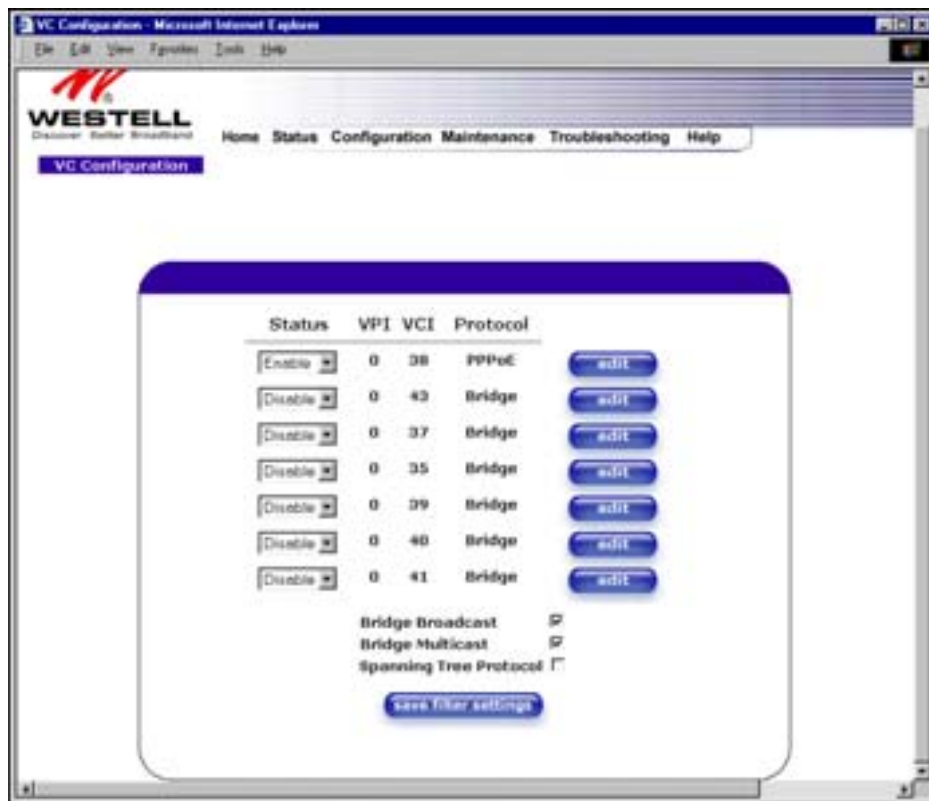 VC Configuration - Microsoft Internet Explorer
File Edit View Favorites Tools Help
WESTELL
Discover Better Broadband
Home Status Configuration Maintenance Troubleshooting Help
VC Configuration
Status VPI VCI Protocol
Enable 0 38 PPPoE edit
Disable 0 43 Bridge edit
Disable 0 37 Bridge edit
Disable 0 35 Bridge edit
Disable 0 39 Bridge edit
Disable 0 40 Bridge edit
Disable 0 41 Bridge edit
Bridge Broadcast
Bridge Multicast
Spanning Tree Protocol
save filter settings